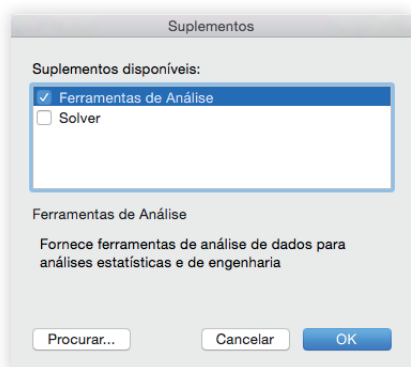 Suplementos
Suplementos disponíveis:
Ferramentas de Análise
Solver
Ferramentas de Análise
Fornece ferramentas de análise de dados para
análises estatísticas e de engenharia
Procurar... Cancelar OK